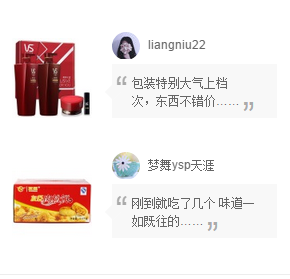 VS
liangniu22
“ 包装特别大气上档
次，东西不错价…… ”
梦舞ysp天涯
“ 刚到就吃了几个 味道一
如既往的…… ”